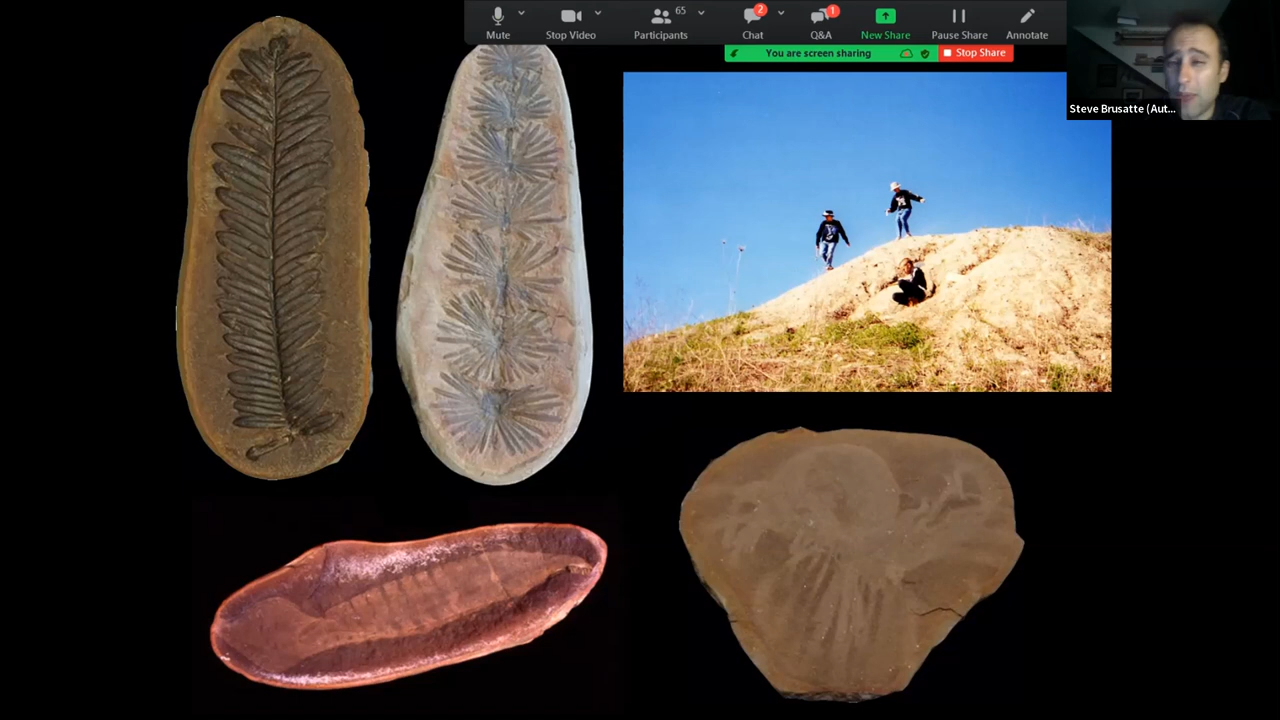 65
2
1
Mute
Stop Video
Participants
Chat
Q&A
New Share
Pause Share
Annotate
You are screen sharing
Stop Share
Steve Brusatte (Aut...